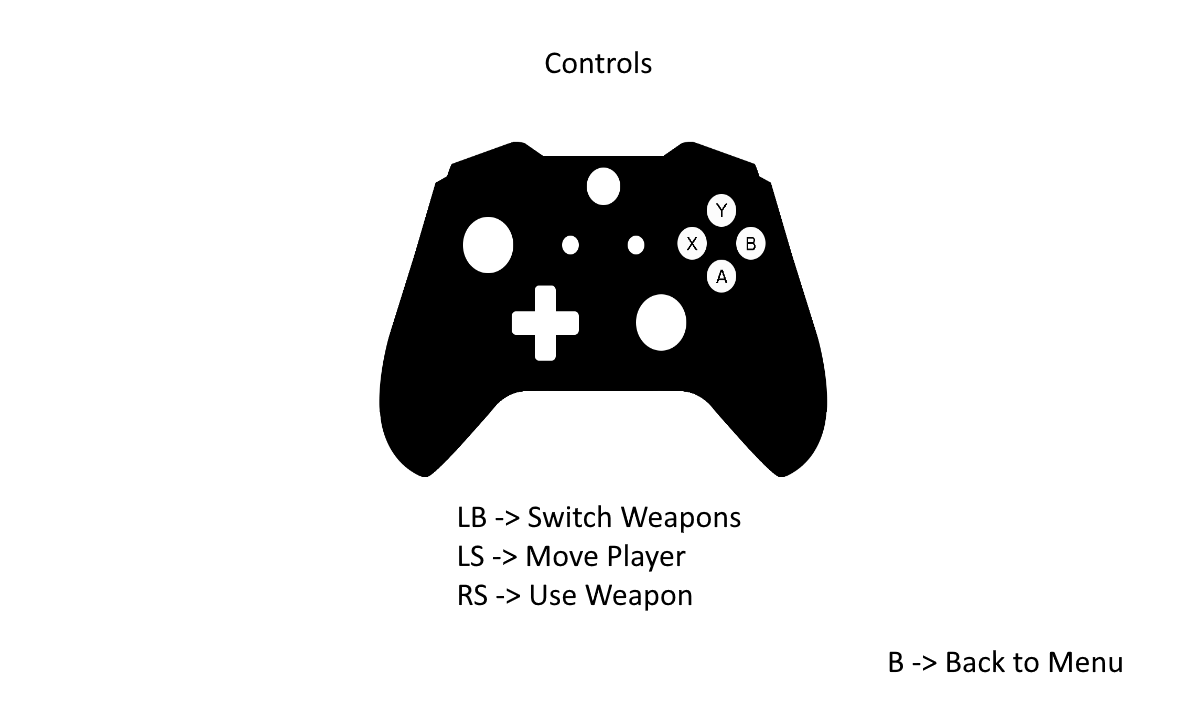 Controls
Y
X B
A
LB -> Switch Weapons
LS -> Move Player
RS -> Use Weapon
B -> Back to Menu